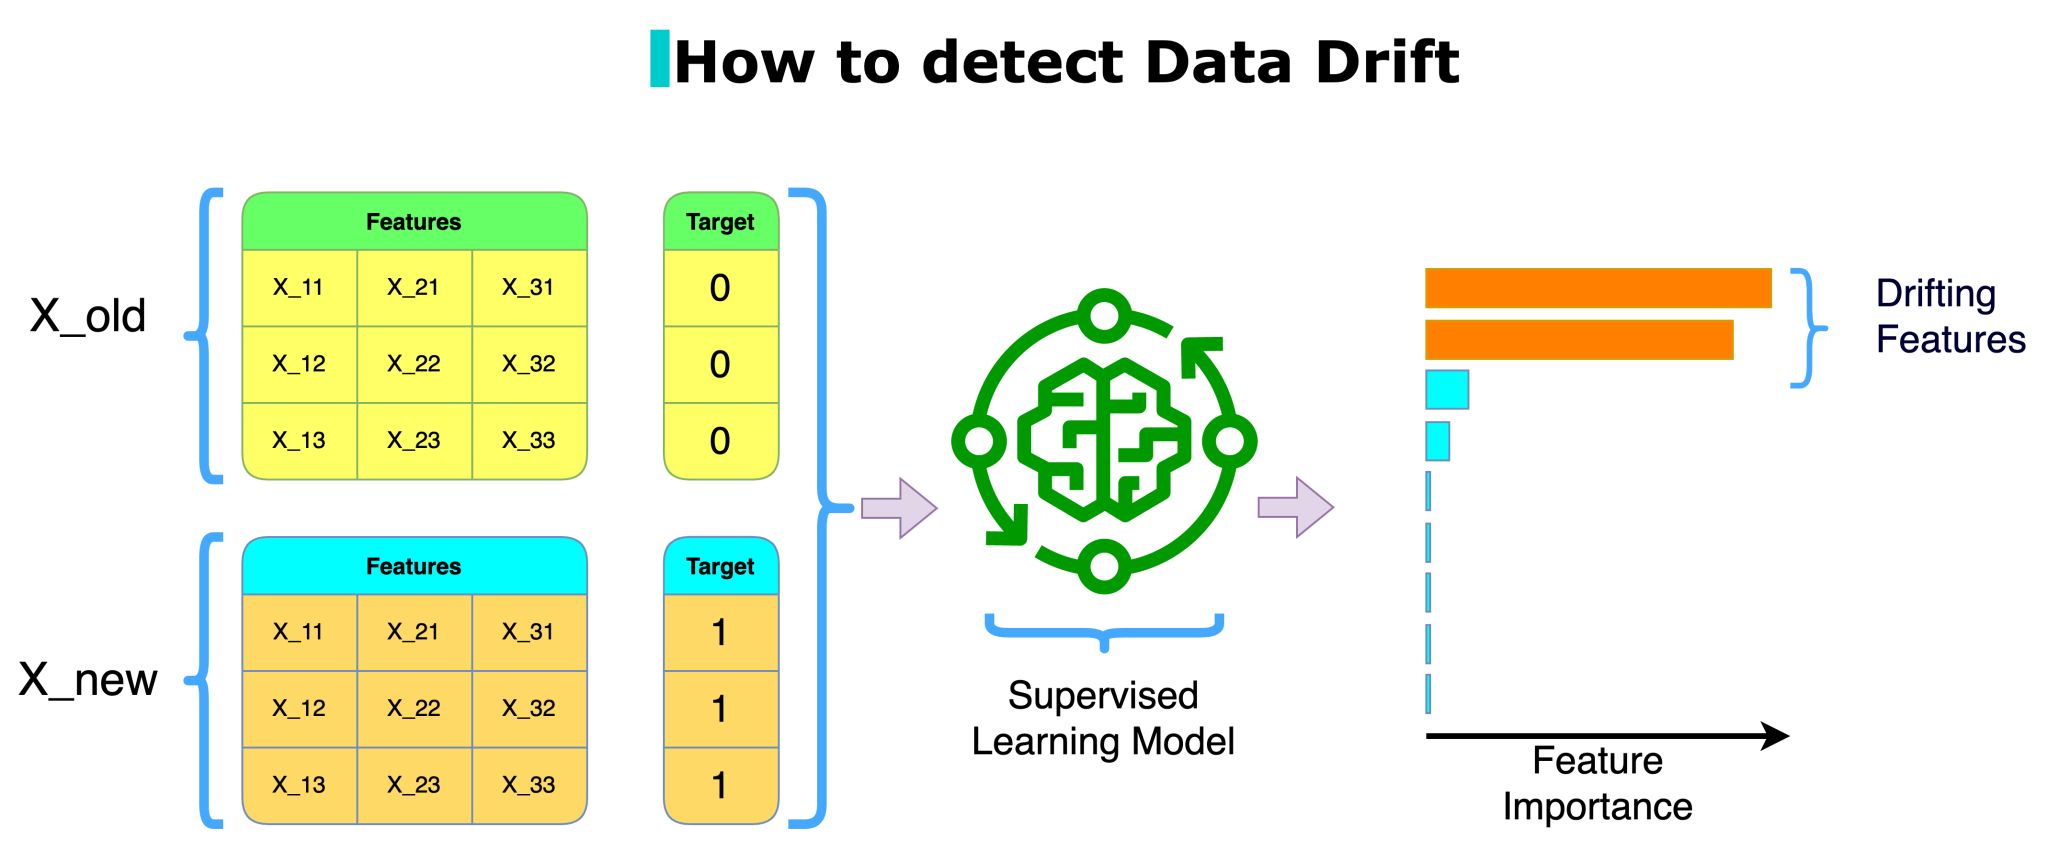 How to detect Data Drift
X_old
Features
X_11 X_21 X_31
X_12 X_22 X_32
X_13 X_23 X_33
Target
0
0
0
X_new
Features
X_11 X_21 X_31
X_12 X_22 X_32
X_13 X_23 X_33
Target
1
1
1
Supervised
Learning Model
Drifting
Features
Feature
Importance